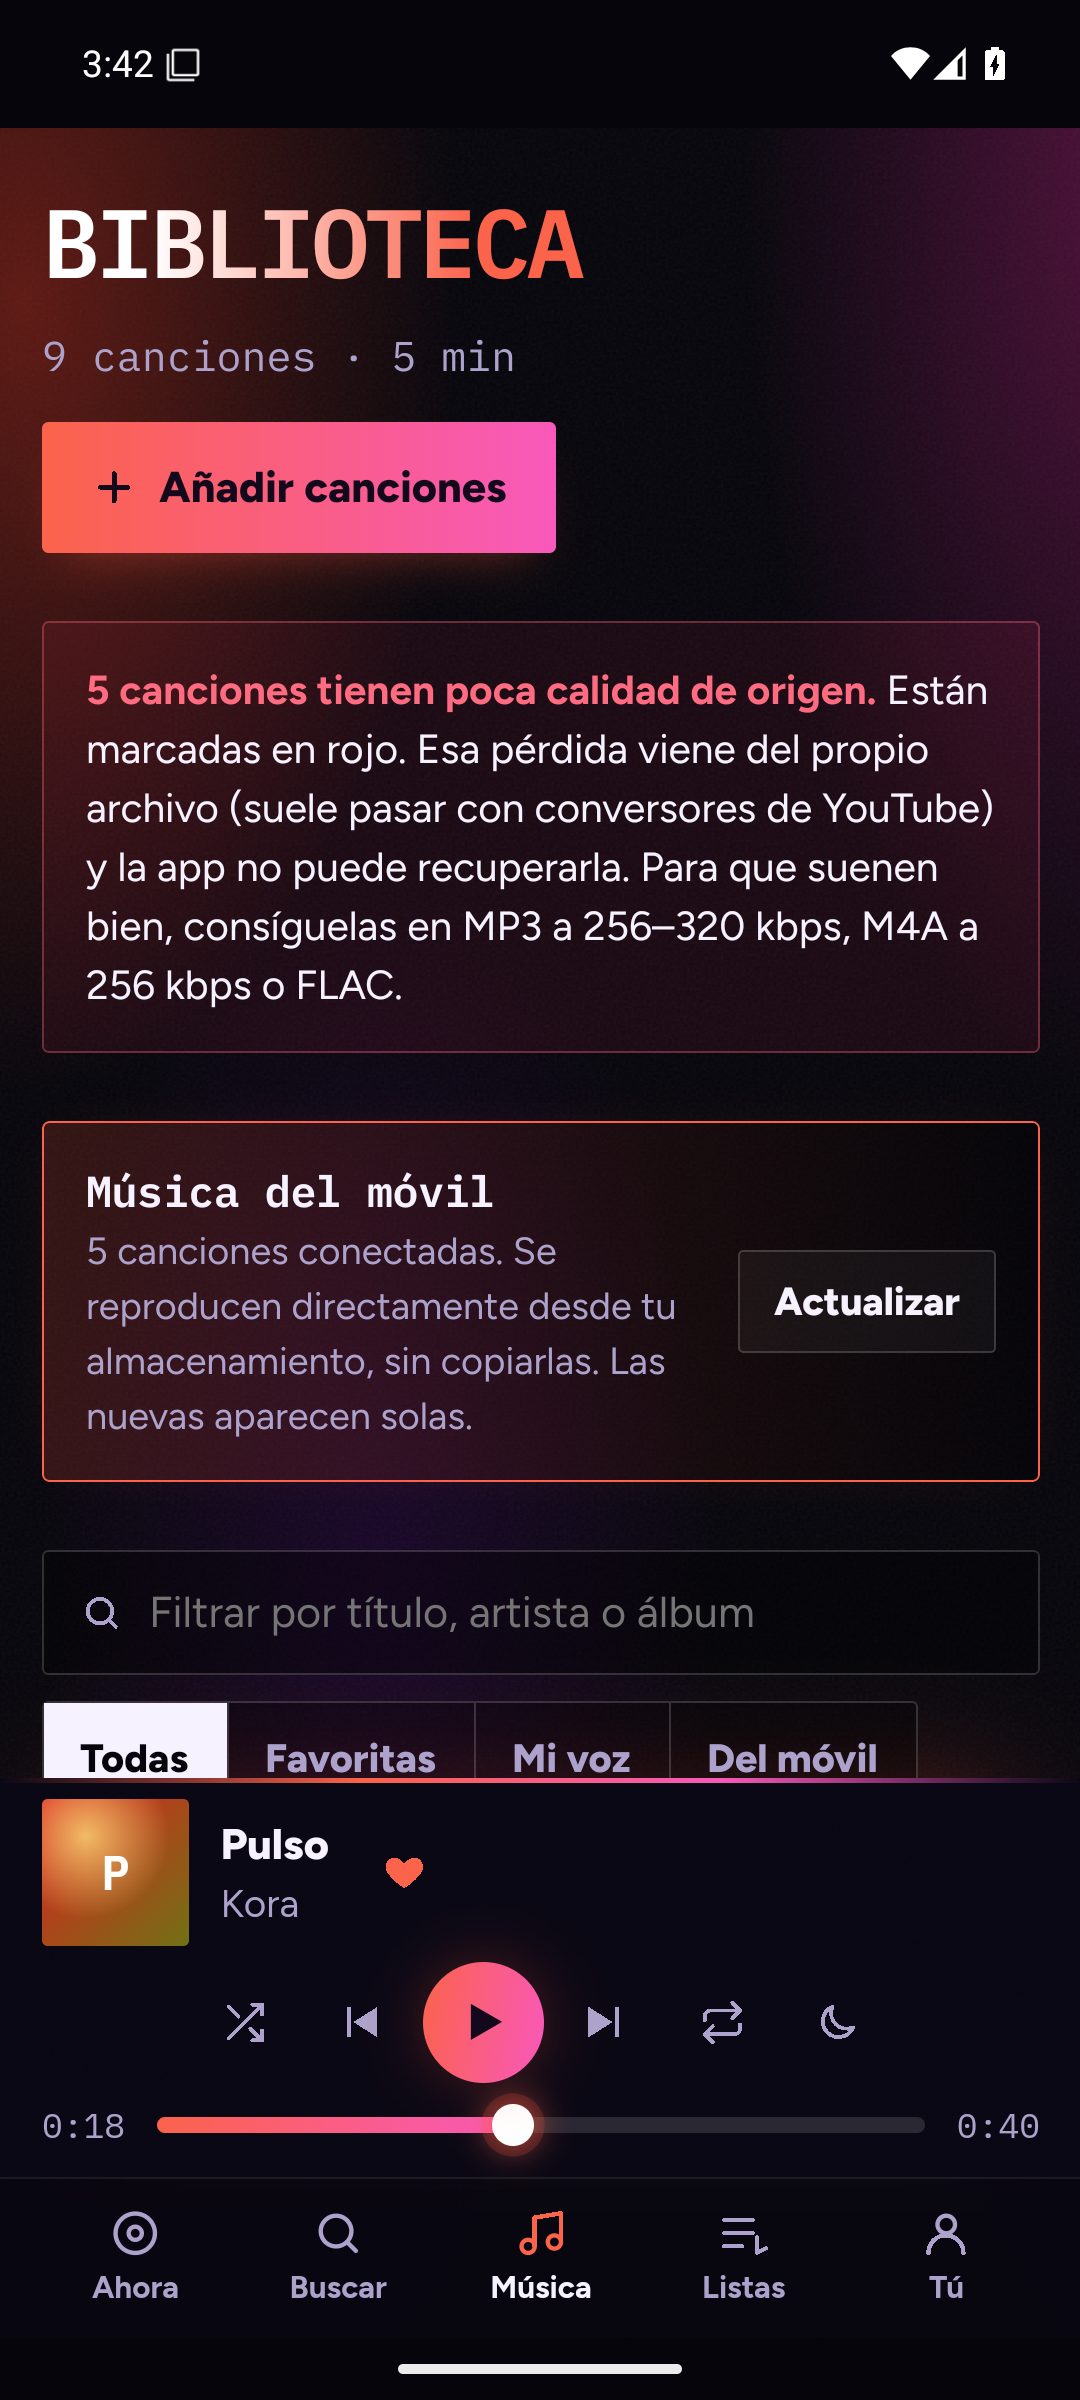 3:42
BIBLIOTECA
9 canciones · 5 min
+ Añadir canciones
5 canciones tienen poca calidad de origen. Están
marcadas en rojo. Esa pérdida viene del propio
archivo (suele pasar con conversores de YouTube)
y la app no puede recuperarla. Para que suenen
bien, consíguelas en MP3 a 256–320 kbps, M4A a
256 kbps o FLAC.
Música del móvil
5 canciones conectadas. Se
reproducen directamente desde tu
almacenamiento, sin copiarlas. Las
nuevas aparecen solas.
Actualizar
Filtrar por título, artista o álbum
Todas Favoritas Mi voz Del móvil
P
Pulso
Kora
0:18 0:40
Ahora Buscar Música Listas Tú